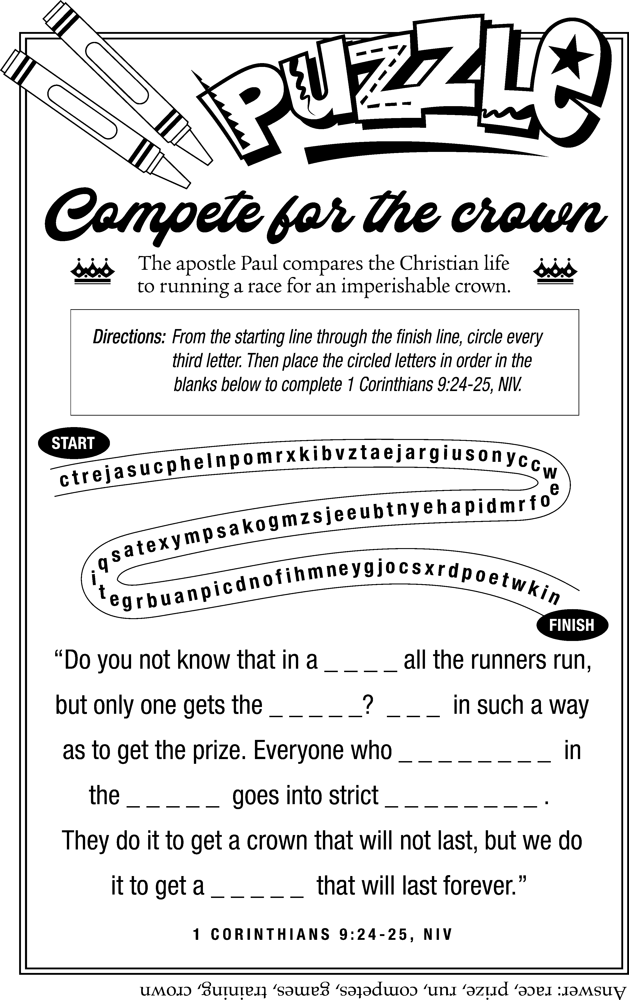 puzzle
Compete for the crown
The apostle Paul compares the Christian life
to running a race for an imperishable crown.
Directions: From the starting line through the finish line, circle every
third letter. Then place the circled letters in order in the
blanks below to complete 1 Corinthians 9:24-25, NIV.
START
ctrejasucphelnpomrxkibvztaejargiusonyccw
e
qsatexympsakogmzsjeeubtnyehapidmrfo
i
tegrbuanpicdnofihmneygjocsxrdpoetwkin
FINISH
“Do you not know that in a _ _ _ _ all the runners run,
but only one gets the _ _ _ _ _? _ _ _ in such a way
as to get the prize. Everyone who _ _ _ _ _ _ _ _ in
the _ _ _ _ _ goes into strict _ _ _ _ _ _ _ _ .
They do it to get a crown that will not last, but we do
it to get a _ _ _ _ _ that will last forever.”
1 CORINTHIANS 9:24-25, NIV
Answer: race, prize, run, competes, games, training, crown